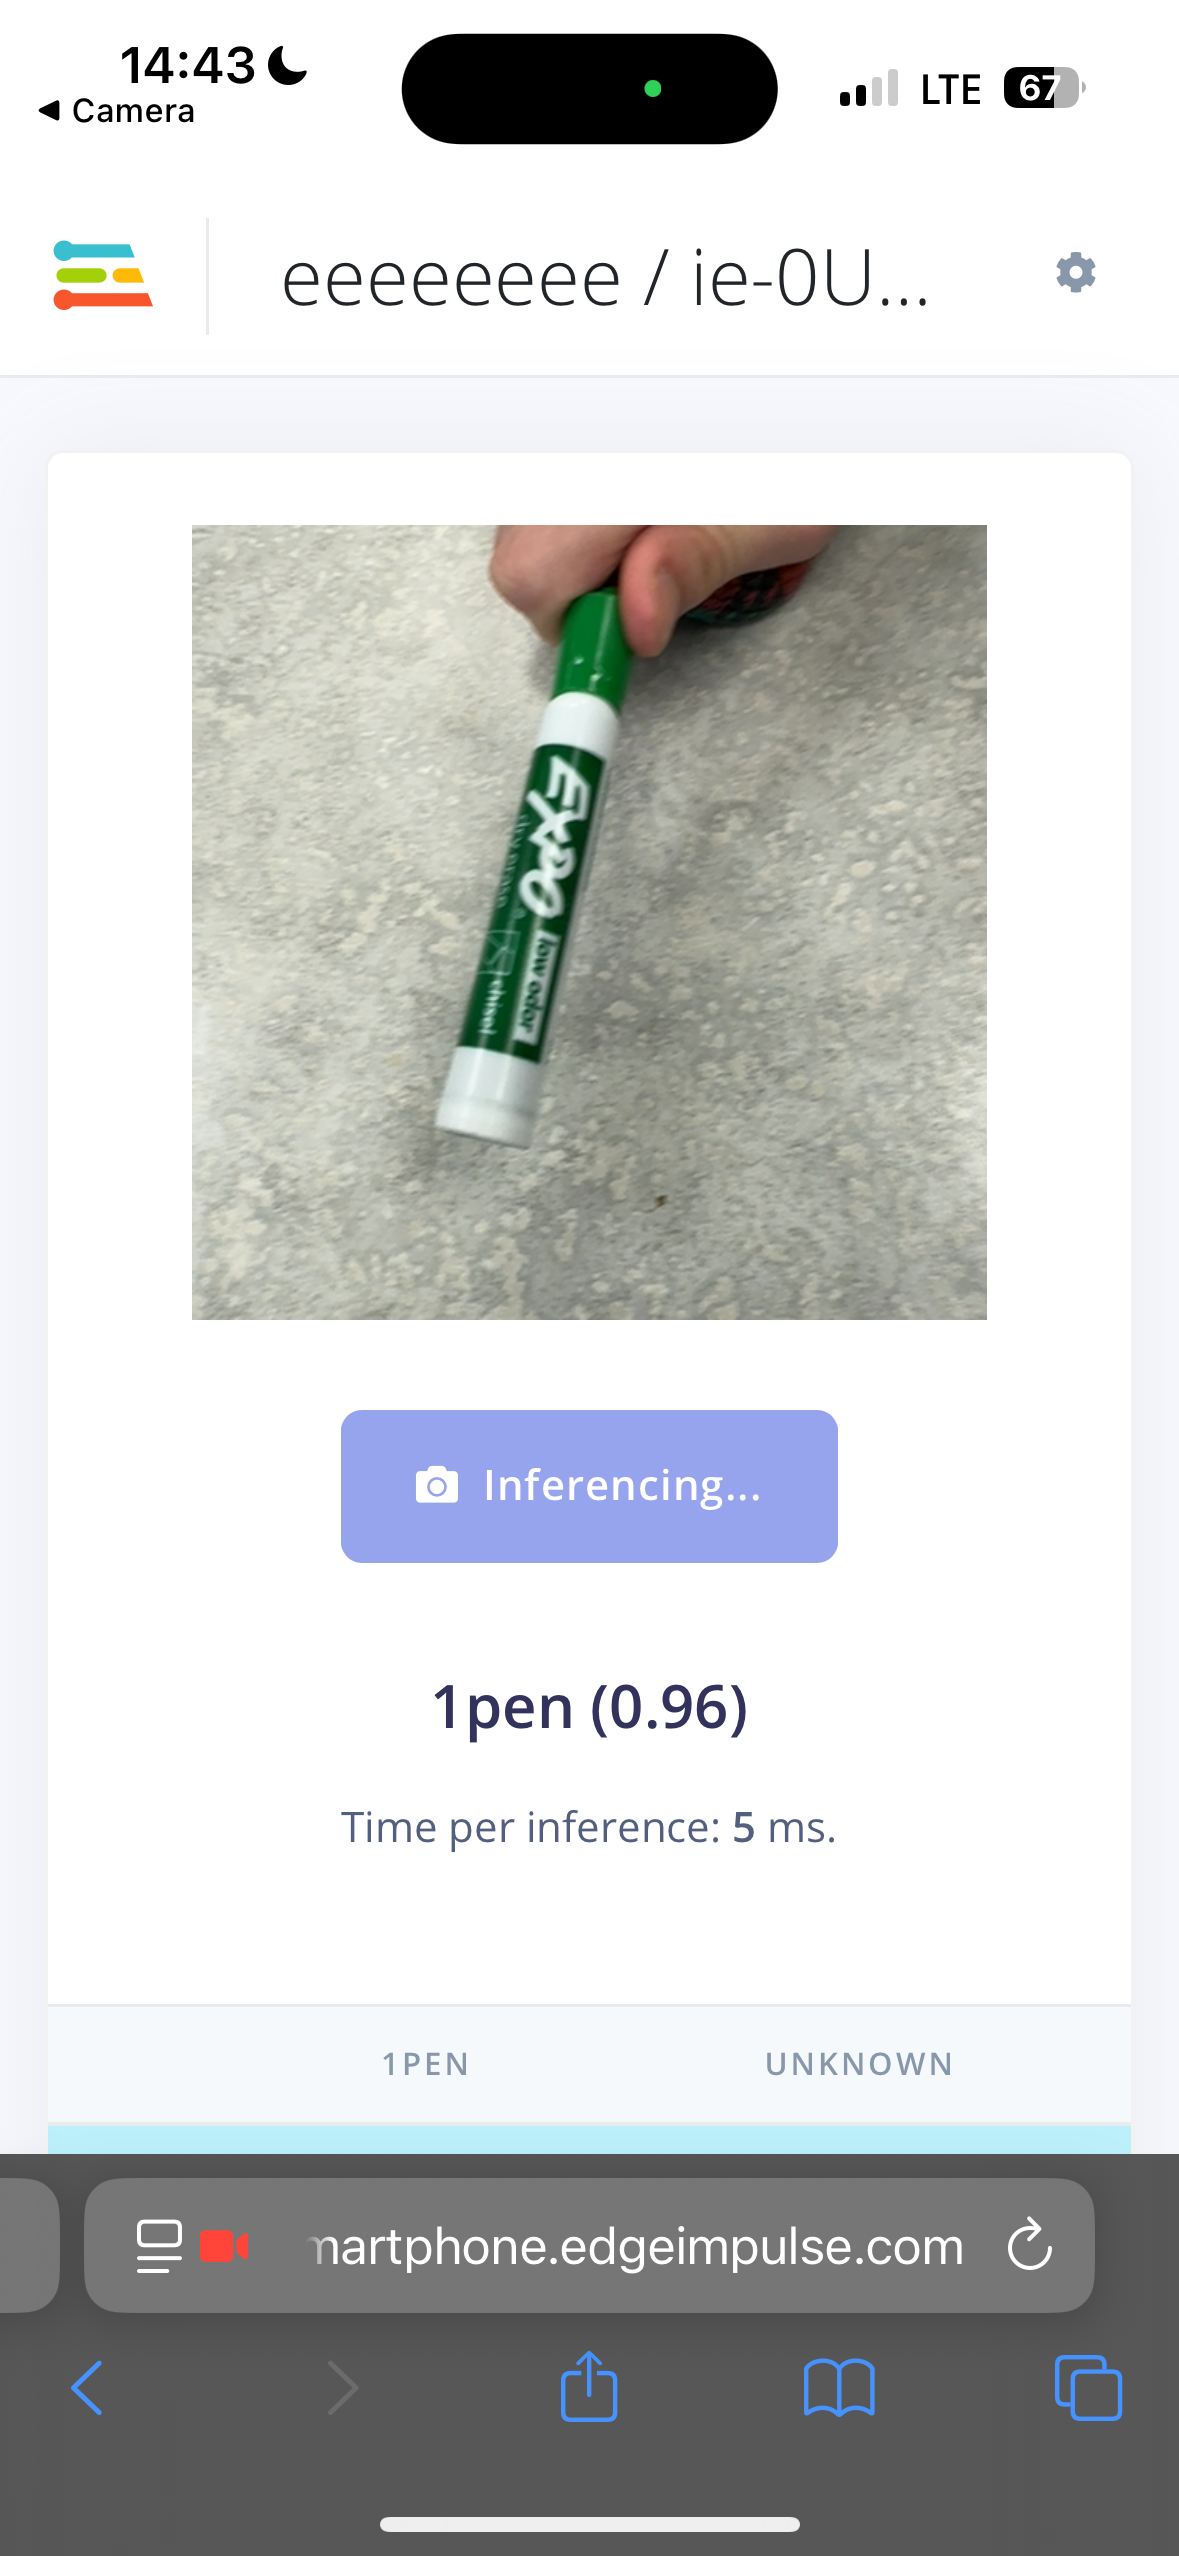 14:43
Camera
LTE 67
eeeeeeee / ie-0U...
EXPO
low odor
chisel
Inferencing...
1pen (0.96)
Time per inference: 5 ms.
1PEN UNKNOWN
martphone.edgeimpulse.com